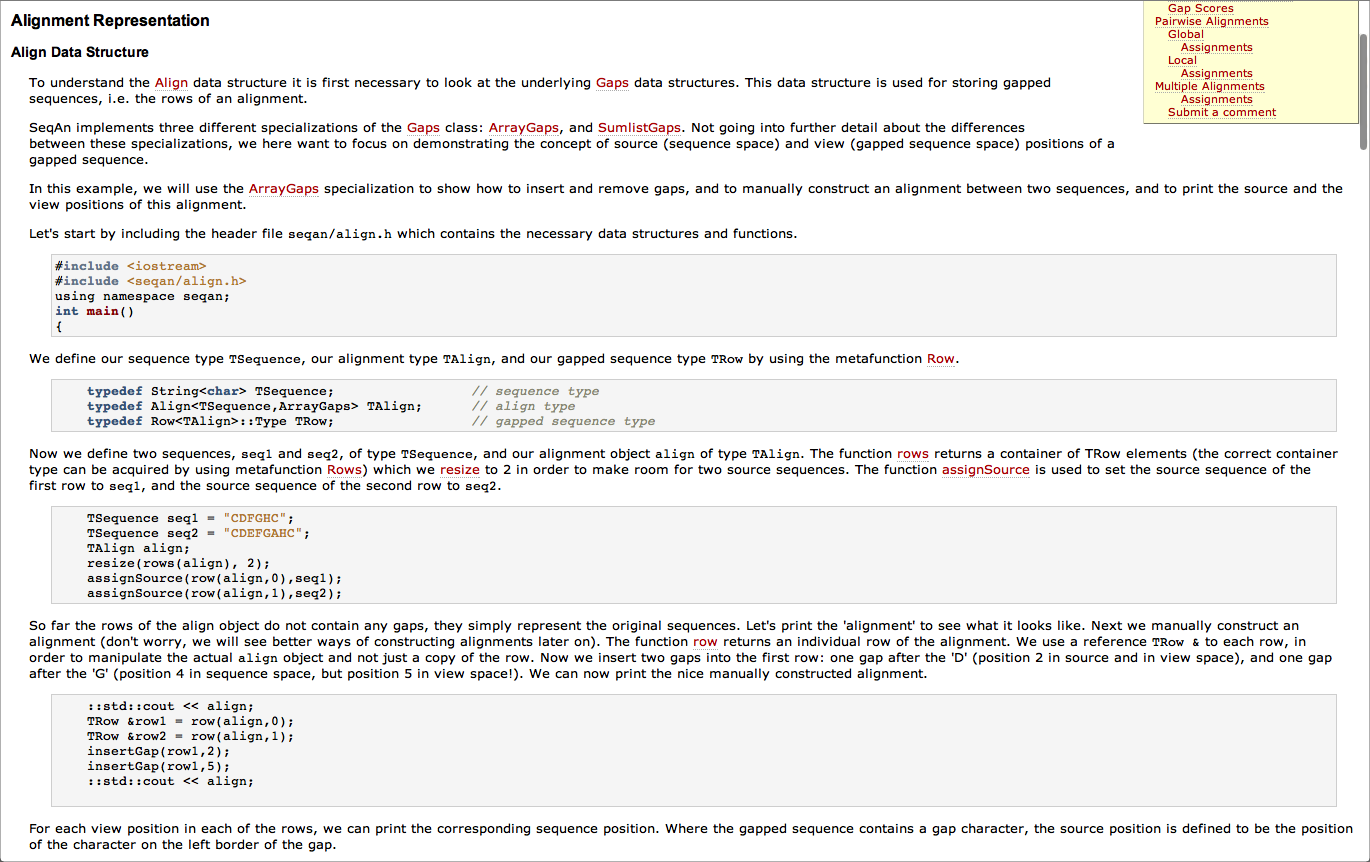 Alignment Representation
Align Data Structure
To understand the Align data structure it is first necessary to look at the underlying Gaps data structures. This data structure is used for storing gapped
sequences, i.e. the rows of an alignment.
SeqAn implements three different specializations of the Gaps class: ArrayGaps, and SumlistGaps. Not going into further detail about the differences
between these specializations, we here want to focus on demonstrating the concept of source (sequence space) and view (gapped sequence space) positions of a
gapped sequence.
In this example, we will use the ArrayGaps specialization to show how to insert and remove gaps, and to manually construct an alignment between two sequences, and to print the source and the
view positions of this alignment.
Let's start by including the header file seqan/align.h which contains the necessary data structures and functions.
#include <iostream>
#include <seqan/align.h>
using namespace seqan;
int main()
{
We define our sequence type TSequence, our alignment type TAlign, and our gapped sequence type TRow by using the metafunction Row.
typedef String<char> TSequence; // sequence type
typedef Align<TSequence,ArrayGaps> TAlign; // align type
typedef Row<TAlign>::Type TRow; // gapped sequence type
Now we define two sequences, seq1 and seq2, of type TSequence, and our alignment object align of type TAlign. The function rows returns a container of TRow elements (the correct container
type can be acquired by using metafunction Rows) which we resize to 2 in order to make room for two source sequences. The function assignSource is used to set the source sequence of the
first row to seq1, and the source sequence of the second row to seq2.
TSequence seq1 = "CDFGHC";
TSequence seq2 = "CDEFGAHC";
TAlign align;
resize(rows(align), 2);
assignSource(row(align,0),seq1);
assignSource(row(align,1),seq2);
So far the rows of the align object do not contain any gaps, they simply represent the original sequences. Let's print the 'alignment' to see what it looks like. Next we manually construct an
alignment (don't worry, we will see better ways of constructing alignments later on). The function row returns an individual row of the alignment. We use a reference TRow & to each row, in
order to manipulate the actual align object and not just a copy of the row. Now we insert two gaps into the first row: one gap after the 'D' (position 2 in source and in view space), and one gap
after the 'G' (position 4 in sequence space, but position 5 in view space!). We can now print the nice manually constructed alignment.
::std::cout << align;
TRow &row1 = row(align,0);
TRow &row2 = row(align,1);
insertGap(row1,2);
insertGap(row1,5);
::std::cout << align;
For each view position in each of the rows, we can print the corresponding sequence position. Where the gapped sequence contains a gap character, the source position is defined to be the position
of the character on the left border of the gap.
Gap Scores
Pairwise Alignments
Global
Assignments
Local
Assignments
Multiple Alignments
Assignments
Submit a comment